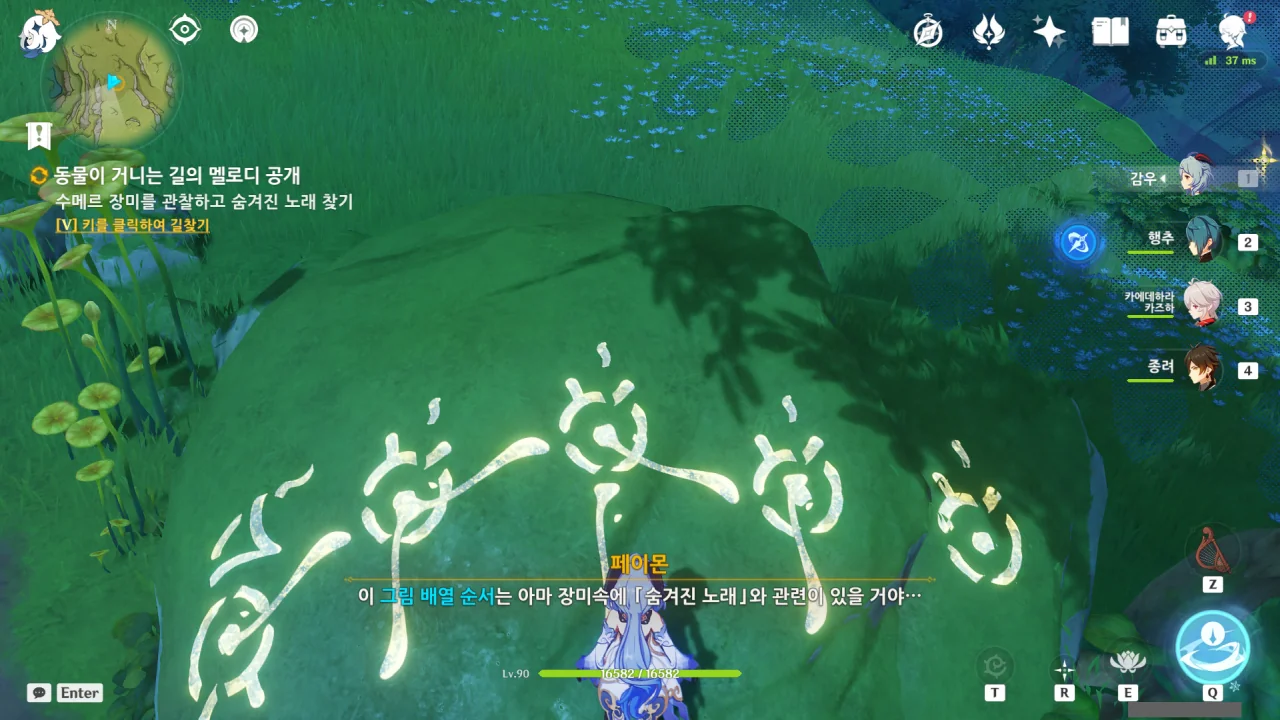 N
37 ms
동물이 거니는 길의 멜로디 공개
수메르 장미를 관찰하고 숨겨진 노래 찾기
[V] 키를 클릭하여 길찾기
감우
1
행추
2
카에데하라
카즈하
3
종려
4
페이몬
이 그림 배열 순서는 아마 장미속에 「숨겨진 노래」와 관련이 있을 거야…
Z
Lv.90
16582 / 16582
T
R
E
Q
Enter